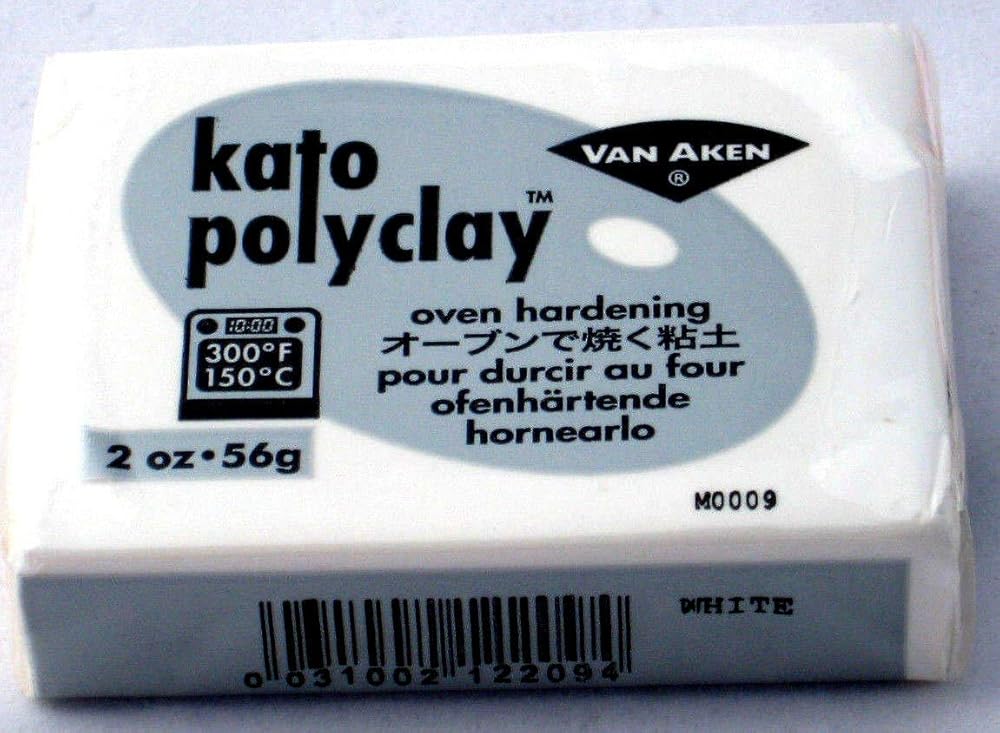 kato
polyclay™
VAN AKEN
®
10:00
300°F
150°C
oven hardening
オーブンで焼く粘土
pour durcir au four
ofenhärtende
hornearlo
2 oz•56g
M0009
WHITE
0 031002 122094